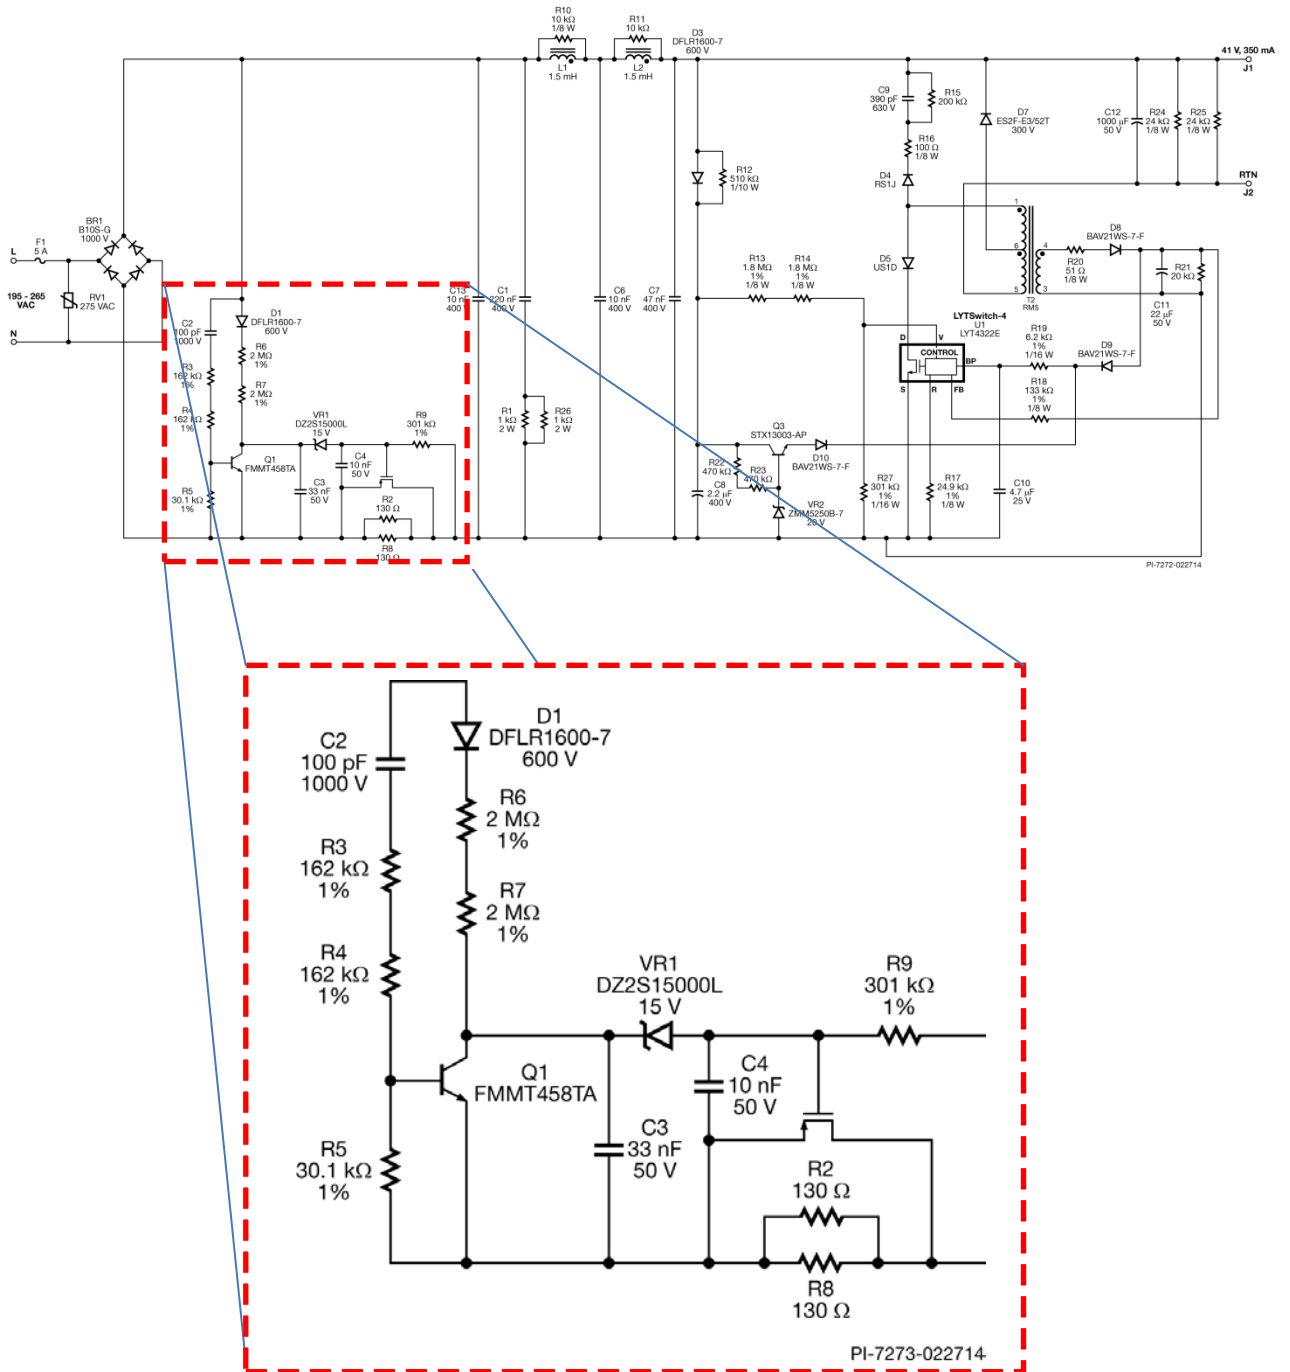 R10
10 kΩ
1/8 W
L1
1.5 mH
R11
10 kΩ
L2
1.5 mH
D3
DFLR1600-7
600 V
41 V, 350 mA
J1
C9
390 pF
630 V
R15
200 kΩ
D7
ES2F-E3/52T
300 V
C12
1000 μF
50 V
R24
24 kΩ
1/8 W
R25
24 kΩ
1/8 W
R16
100 Ω
1/8 W
R12
510 kΩ
1/10 W
D4
RS1J
RTN
J2
BR1
B10S-G
1000 V
L
F1
5 A
195 - 265
VAC
RV1
275 VAC
N
1
6
5
4
3
T2
RM5
D8
BAV21WS-7-F
R20
51 Ω
1/8 W
R21
20 kΩ
C11
22 μF
50 V
D5
US1D
R13
1.8 MΩ
1%
1/8 W
R14
1.8 MΩ
1%
1/8 W
C13
10 nF
400 V
C1
220 nF
400 V
C6
10 nF
400 V
C7
47 nF
400 V
LYTSwitch-4
U1
LYT4322E
D
V
CONTROL
BP
S
R
FB
R19
6.2 kΩ
1%
1/16 W
D9
BAV21WS-7-F
R18
133 kΩ
1%
1/8 W
C2
100 pF
1000 V
D1
DFLR1600-7
600 V
R6
2 MΩ
1%
R3
162 kΩ
1%
R7
2 MΩ
1%
R4
162 kΩ
1%
VR1
DZ2S15000L
15 V
R9
301 kΩ
1%
Q1
FMMT458TA
C4
10 nF
50 V
C3
33 nF
50 V
R5
30.1 kΩ
1%
R2
130 Ω
R8
130 Ω
R1
1 kΩ
2 W
R26
1 kΩ
2 W
Q3
STX13003-AP
D10
BAV21WS-7-F
R22
470 kΩ
R23
470 kΩ
C8
2.2 μF
400 V
VR2
ZMM5250B-7
20 V
R27
301 kΩ
1%
1/16 W
R17
24.9 kΩ
1%
1/8 W
C10
4.7 μF
25 V
PI-7272-022714
C2
100 pF
1000 V
D1
DFLR1600-7
600 V
R6
2 MΩ
1%
R3
162 kΩ
1%
R7
2 MΩ
1%
R4
162 kΩ
1%
VR1
DZ2S15000L
15 V
R9
301 kΩ
1%
Q1
FMMT458TA
C4
10 nF
50 V
C3
33 nF
50 V
R5
30.1 kΩ
1%
R2
130 Ω
R8
130 Ω
PI-7273-022714